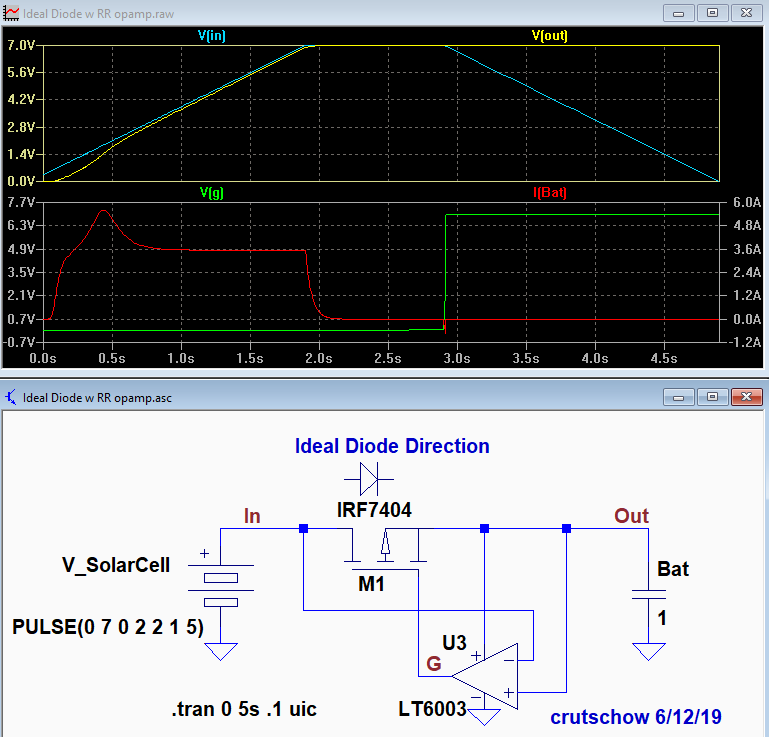 Ideal Diode w RR opamp.raw
V(in) V(out)
7.0V
5.6V
4.2V
2.8V
1.4V
0.0V
V(g) I(Bat)
7.7V 6.0A
6.3V 4.8A
4.9V 3.6A
3.5V 2.4A
2.1V 1.2A
0.7V 0.0A
-0.7V -1.2A
0.0s 0.5s 1.0s 1.5s 2.0s 2.5s 3.0s 3.5s 4.0s 4.5s
Ideal Diode w RR opamp.asc
Ideal Diode Direction
IRF7404
In Out
V_SolarCell + M1 Bat
PULSE(0 7 0 2 2 1 5) 1
U3 + −
G
+
.tran 0 5s .1 uic LT6003 −
crutschow 6/12/19